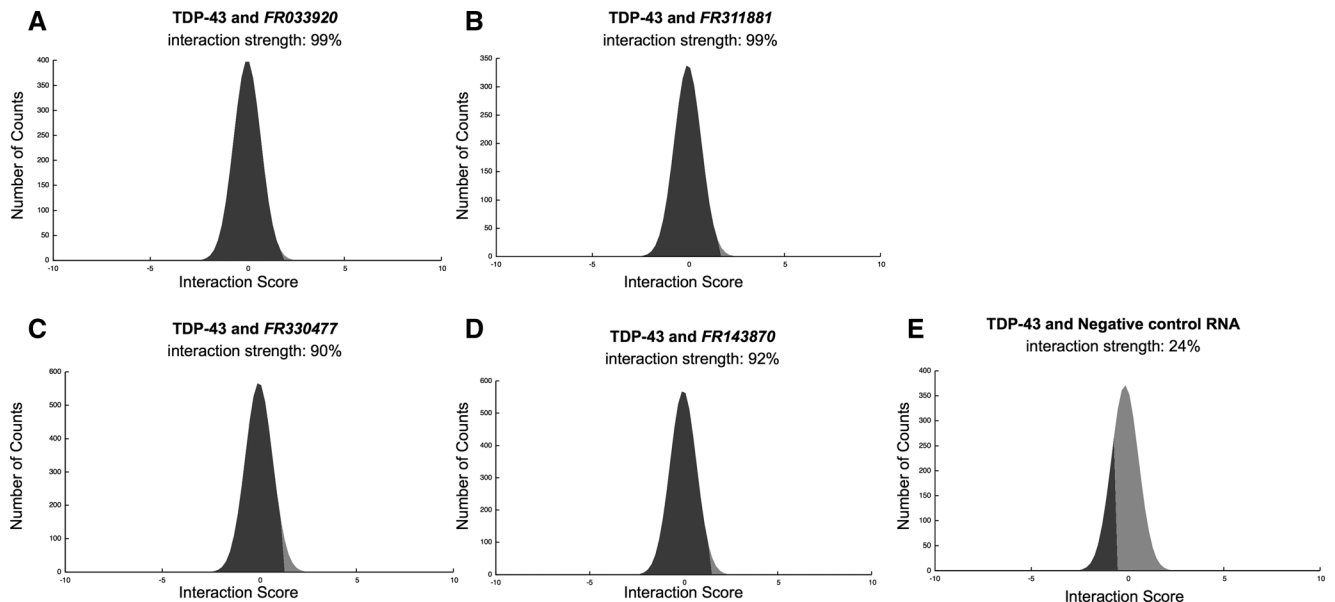 A
TDP-43 and FR033920
interaction strength: 99%
Number of Counts
400
350
300
250
200
150
100
50
0
-10
-5
0
5
10
Interaction Score
B
TDP-43 and FR311881
interaction strength: 99%
Number of Counts
350
300
250
200
150
100
50
0
-10
-5
0
5
10
Interaction Score
C
TDP-43 and FR330477
interaction strength: 90%
Number of Counts
600
500
400
300
200
100
0
-10
-5
0
5
10
Interaction Score
D
TDP-43 and FR143870
interaction strength: 92%
Number of Counts
600
500
400
300
200
100
0
-10
-5
0
5
10
Interaction Score
E
TDP-43 and Negative control RNA
interaction strength: 24%
Number of Counts
400
350
300
250
200
150
100
50
0
-10
-5
0
5
10
Interaction Score